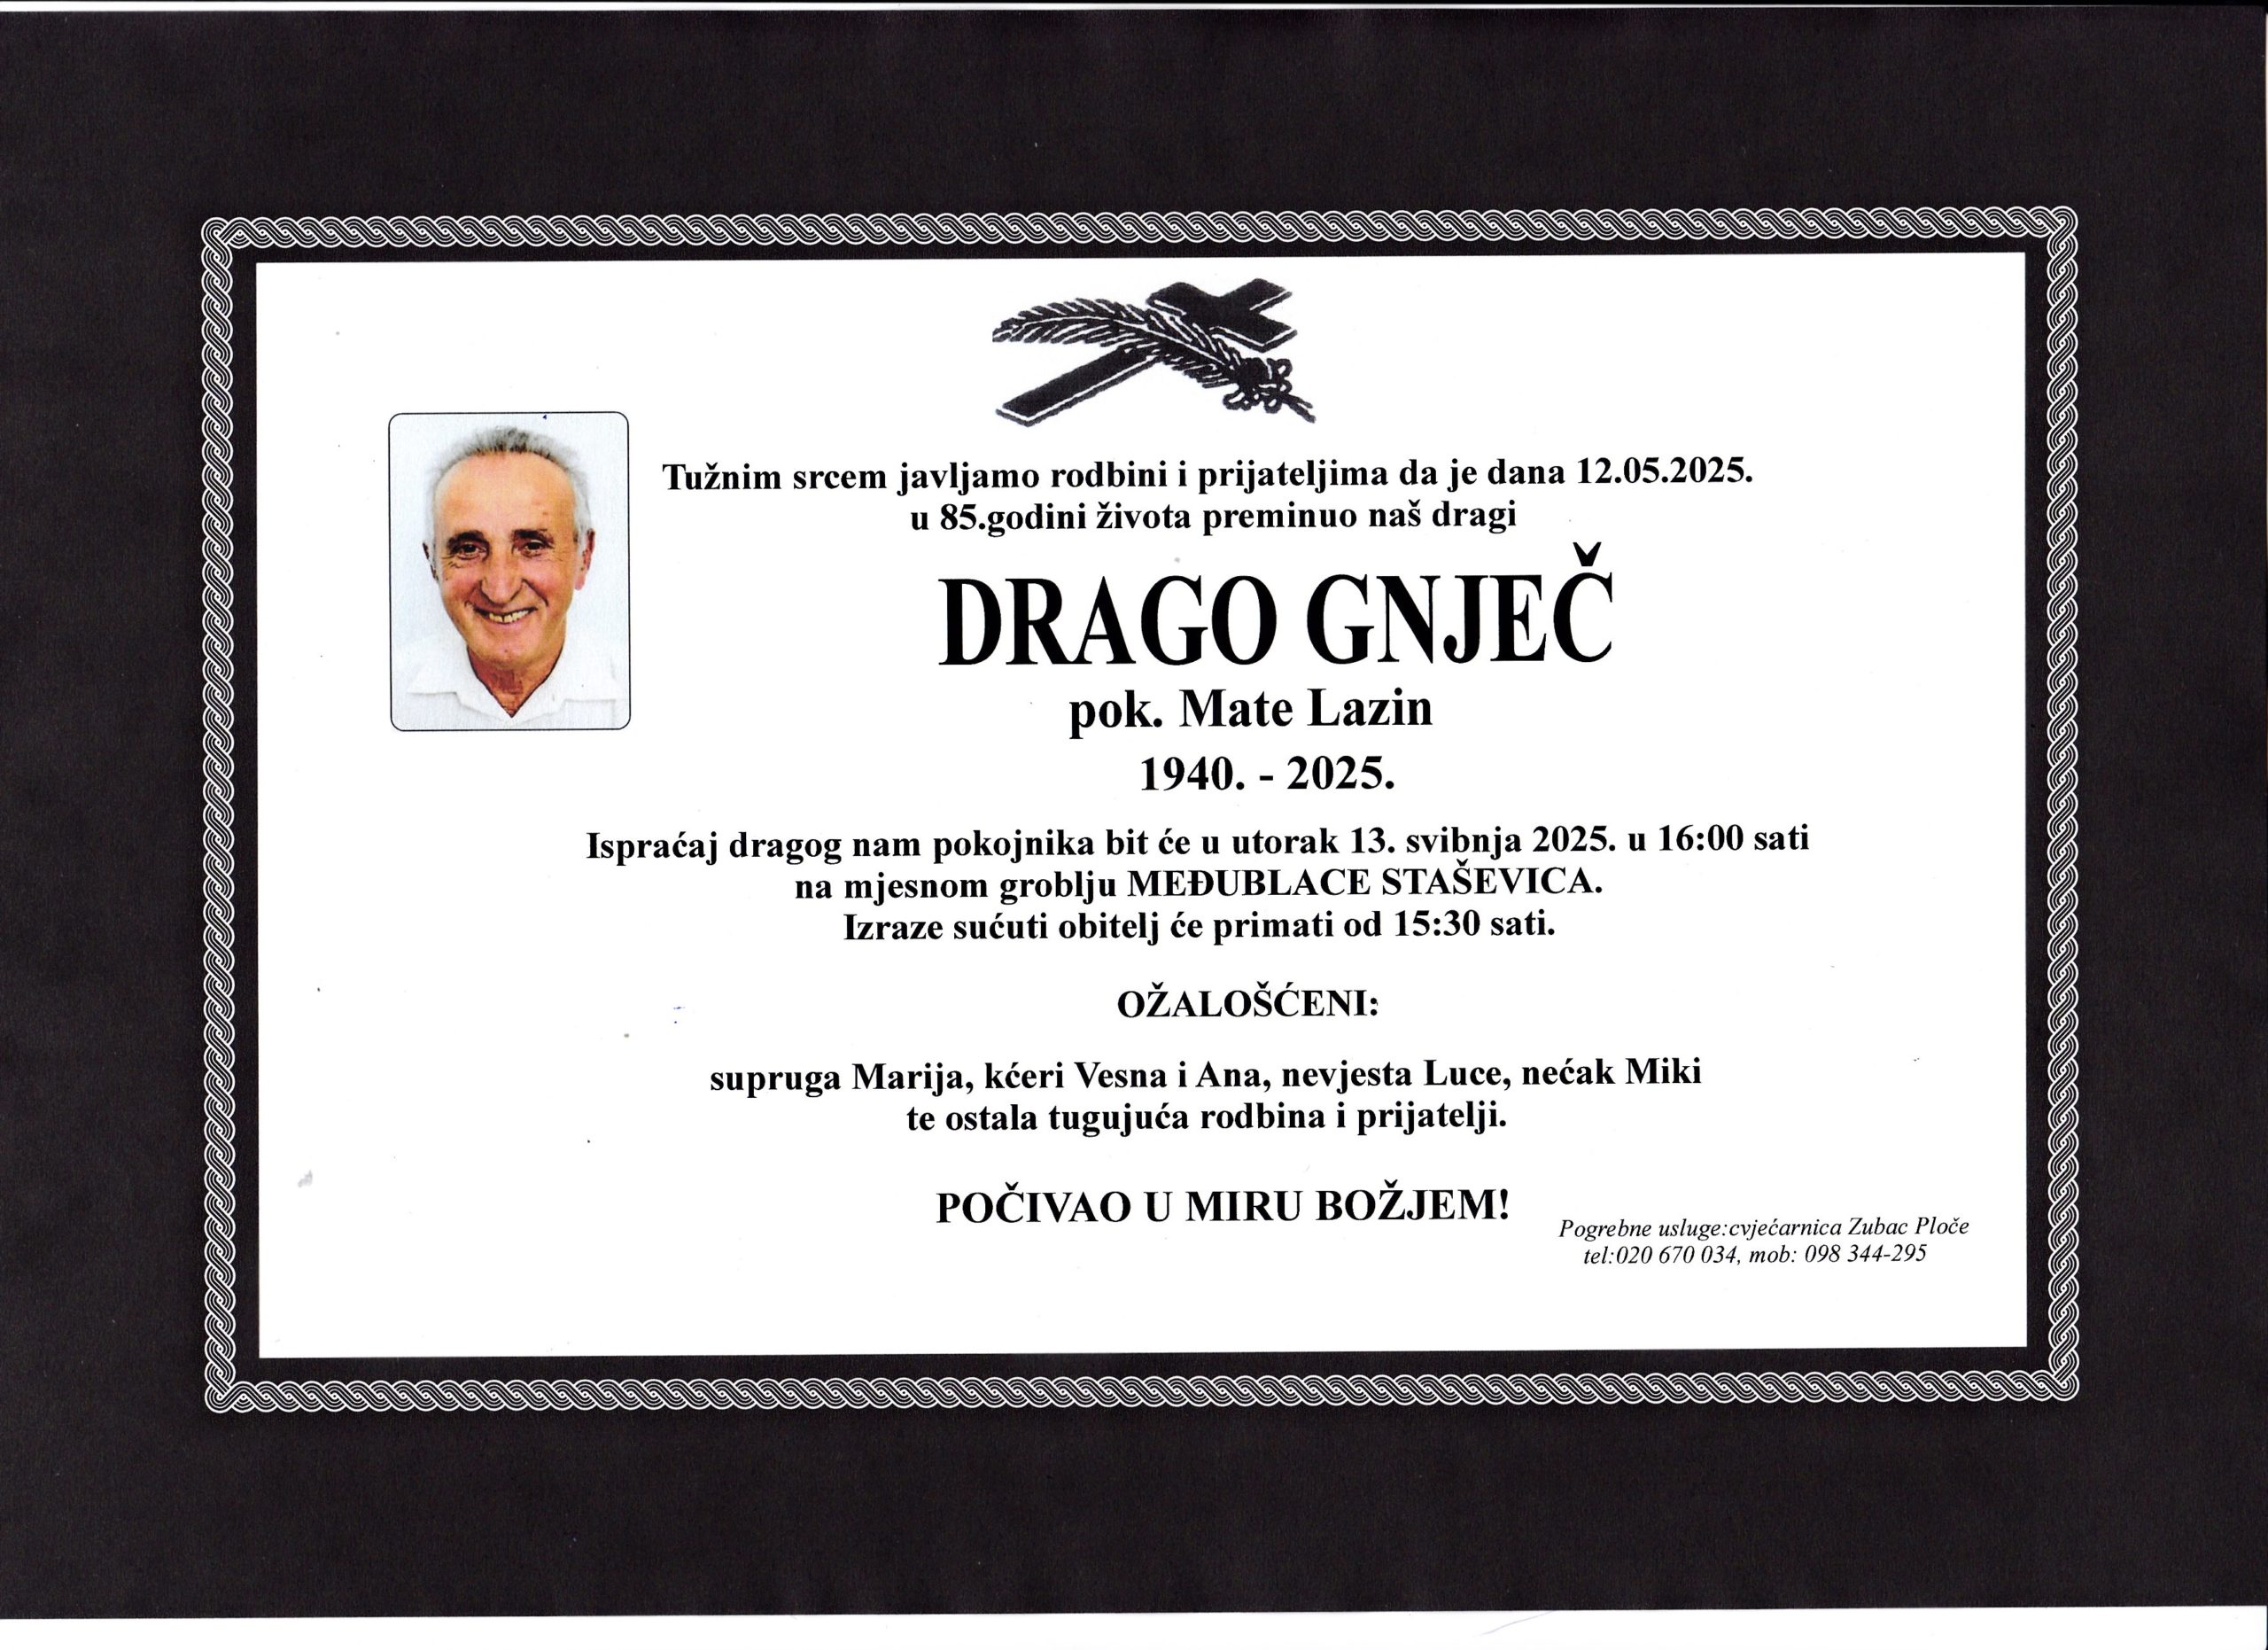 Tužnim srcem javljamo rodbini i prijateljima da je dana 12.05.2025.
u 85.godini života preminuo naš dragi
DRAGO GNJEČ
pok. Mate Lazin
1940. - 2025.
Ispraćaj dragog nam pokojnika bit će u utorak 13. svibnja 2025. u 16:00 sati
na mjesnom groblju MEĐUBLACE STAŠEVICA.
Izraze sućuti obitelj će primati od 15:30 sati.
OŽALOŠĆENI:
supruga Marija, kćeri Vesna i Ana, nevjesta Luce, nećak Miki
te ostala tugujuća rodbina i prijatelji.
POČIVAO U MIRU BOŽJEM!
Pogrebne usluge:cvjećarnica Zubac Ploče
tel:020 670 034, mob: 098 344-295